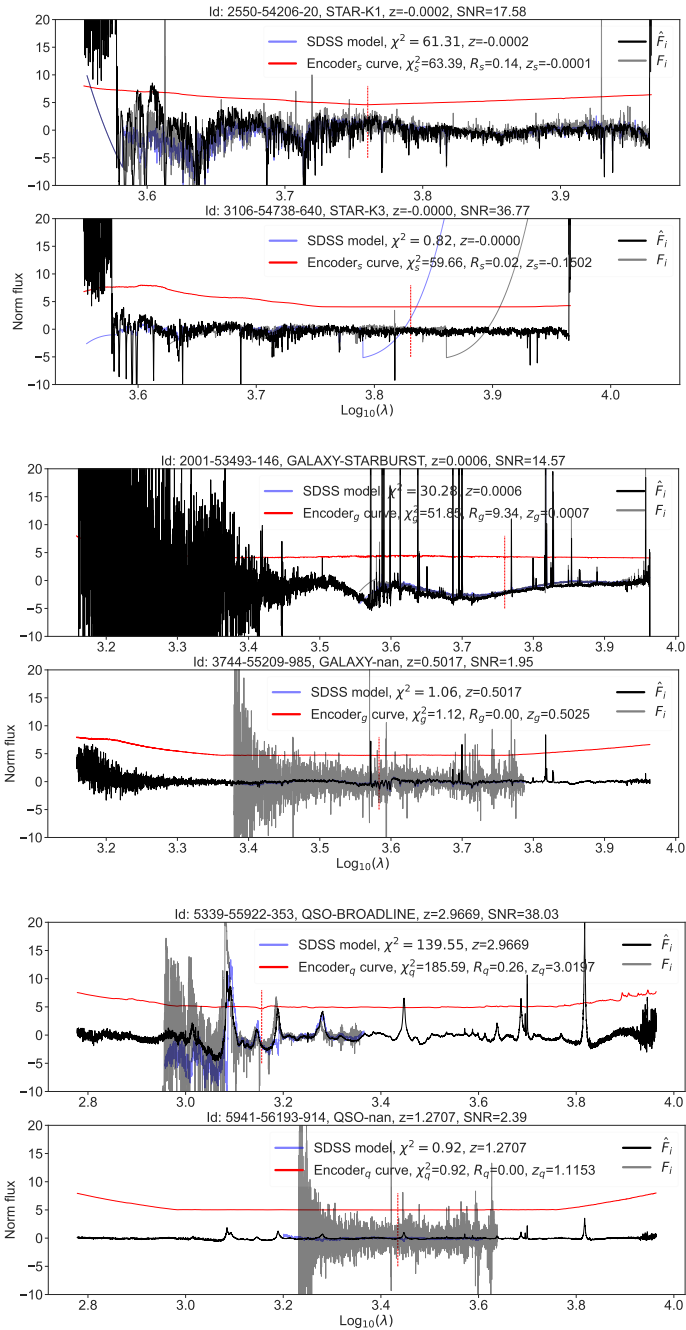 Id: 2550-54206-20, STAR-K1, z=-0.0002, SNR=17.58
SDSS model, χ² = 61.31, z=-0.0002
F̂ᵢ
Encoderₛ curve, χ²ₛ=63.39, Rₛ=0.14, zₛ=-0.0001
Fᵢ
20
15
10
5
0
−5
−10
3.6
3.7
3.8
3.9
Id: 3106-54738-640, STAR-K3, z=-0.0000, SNR=36.77
SDSS model, χ² = 0.82, z=-0.0000
F̂ᵢ
Encoderₛ curve, χ²ₛ=59.66, Rₛ=0.02, zₛ=-0.1502
Fᵢ
Norm flux
20
15
10
5
0
−5
−10
3.6
3.7
3.8
3.9
4.0
Log₁₀(λ)
Id: 2001-53493-146, GALAXY-STARBURST, z=0.0006, SNR=14.57
SDSS model, χ² = 30.28, z=0.0006
F̂ᵢ
Encoder_g curve, χ²_g=51.85, R_g=9.34, z_g=0.0007
Fᵢ
20
15
10
5
0
−5
−10
3.2
3.3
3.4
3.5
3.6
3.7
3.8
3.9
4.0
Id: 3744-55209-985, GALAXY-nan, z=0.5017, SNR=1.95
SDSS model, χ² = 1.06, z=0.5017
F̂ᵢ
Encoder_g curve, χ²_g=1.12, R_g=0.00, z_g=0.5025
Fᵢ
Norm flux
20
15
10
5
0
−5
−10
3.2
3.3
3.4
3.5
3.6
3.7
3.8
3.9
4.0
Log₁₀(λ)
Id: 5339-55922-353, QSO-BROADLINE, z=2.9669, SNR=38.03
SDSS model, χ² = 139.55, z=2.9669
F̂ᵢ
Encoder_q curve, χ²_q=185.59, R_q=0.26, z_q=3.0197
Fᵢ
20
15
10
5
0
−5
−10
2.8
3.0
3.2
3.4
3.6
3.8
4.0
Id: 5941-56193-914, QSO-nan, z=1.2707, SNR=2.39
SDSS model, χ² = 0.92, z=1.2707
F̂ᵢ
Encoder_q curve, χ²_q=0.92, R_q=0.00, z_q=1.1153
Fᵢ
Norm flux
20
15
10
5
0
−5
−10
2.8
3.0
3.2
3.4
3.6
3.8
4.0
Log₁₀(λ)